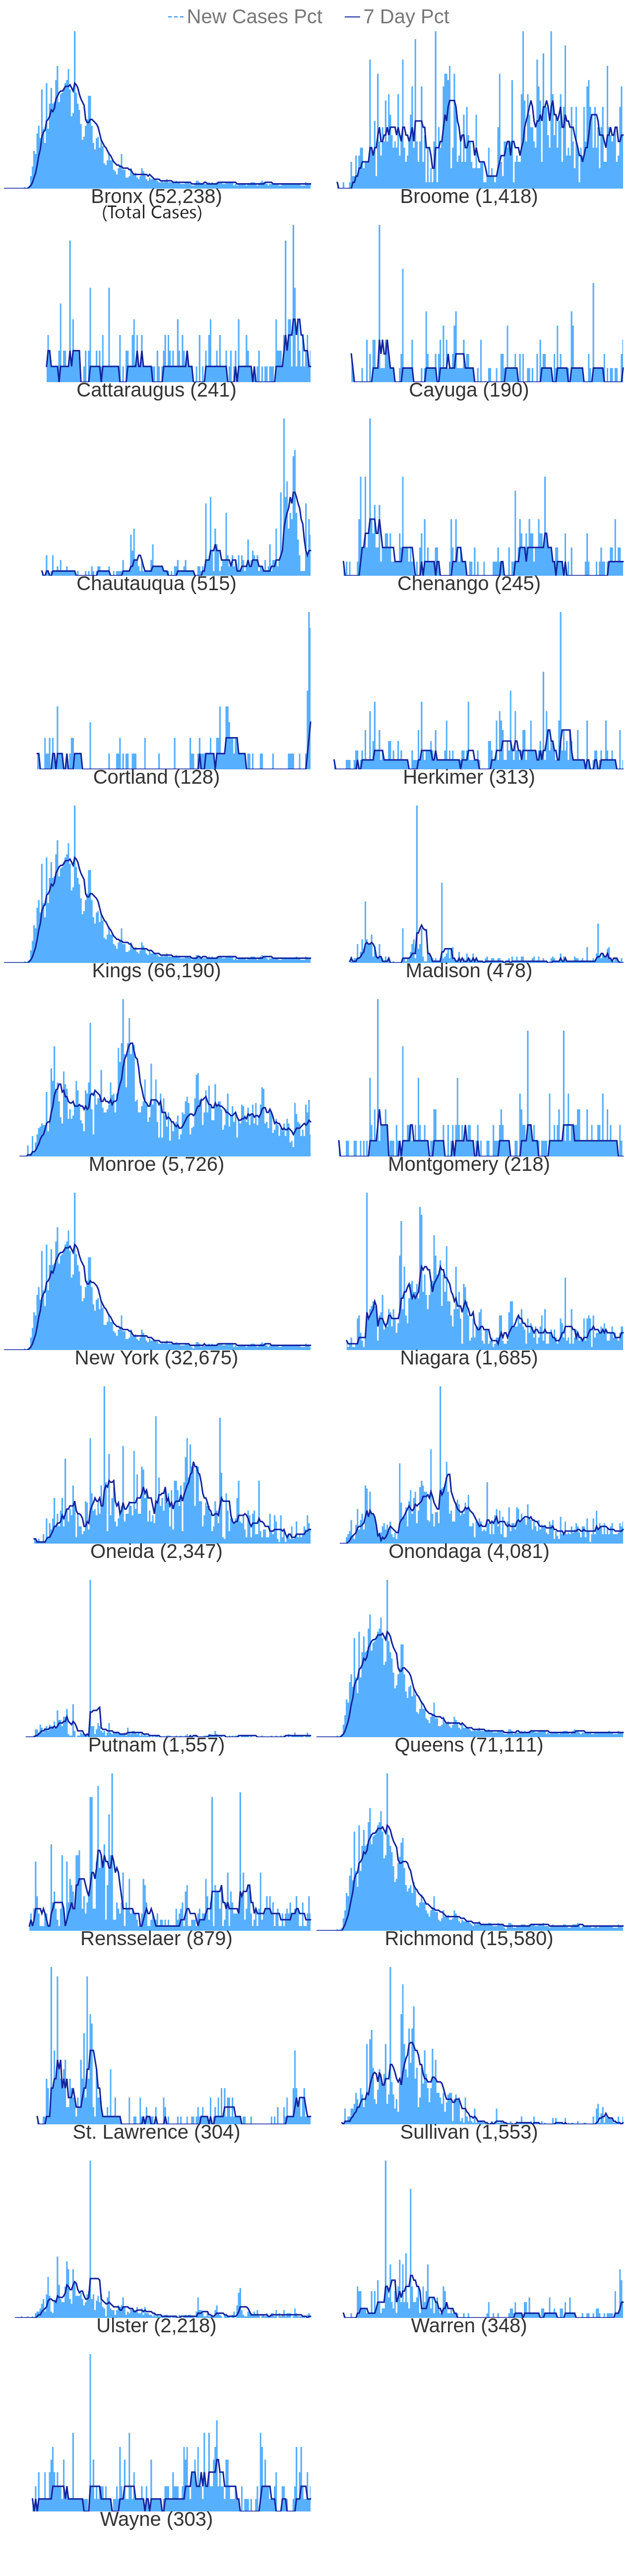 New Cases Pct 7 Day Pct
Bronx (52,238) Broome (1,418)
(Total Cases)
Cattaraugus (241) Cayuga (190)
Chautauqua (515) Chenango (245)
Cortland (128) Herkimer (313)
Kings (66,190) Madison (478)
Monroe (5,726) Montgomery (218)
New York (32,675) Niagara (1,685)
Oneida (2,347) Onondaga (4,081)
Putnam (1,557) Queens (71,111)
Rensselaer (879) Richmond (15,580)
St. Lawrence (304) Sullivan (1,553)
Ulster (2,218) Warren (348)
Wayne (303)